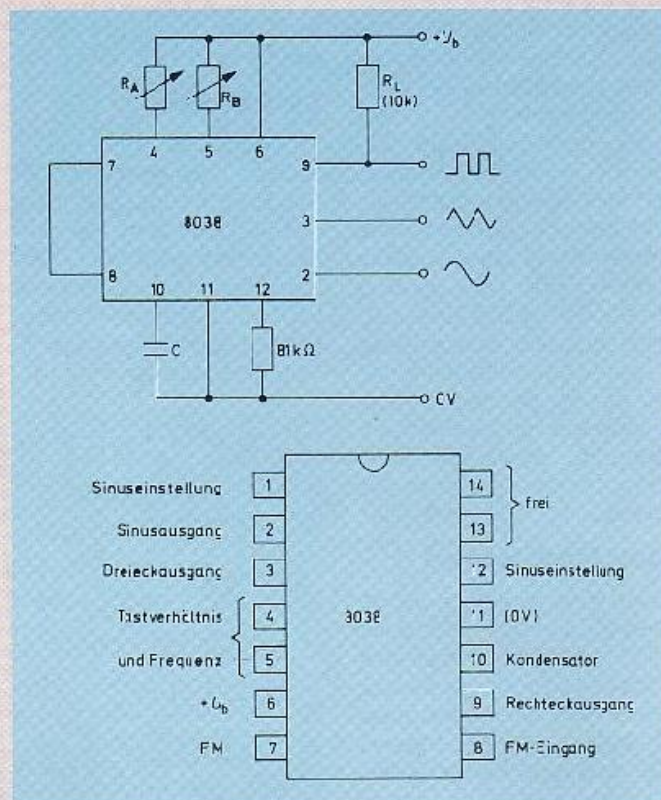 +Ub
RA
RB
RL
(10k)
4
5
6
7
9
8038
3
8
2
10
11
12
C
81kΩ
0V
Sinuseinstellung
1
14
frei
Sinusausgang
2
13
Dreieckausgang
3
12
Sinuseinstellung
Tastverhältnis
4
8038
11
(0V)
und Frequenz
5
10
Kondensator
+Ub
6
9
Rechteckausgang
FM
7
8
FM-Eingang